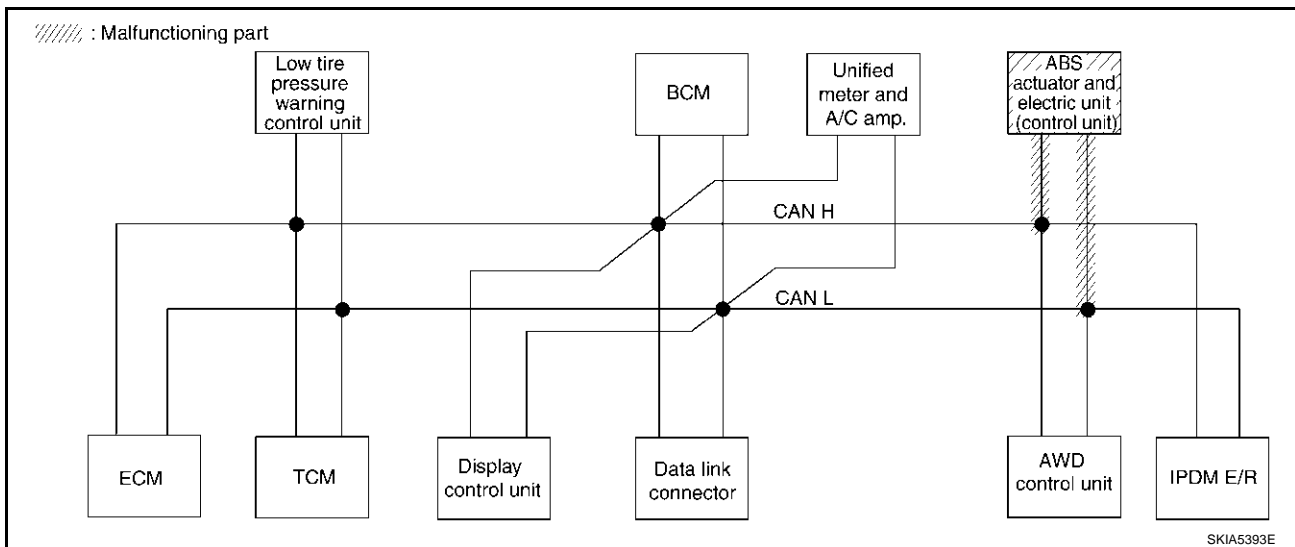 : Malfunctioning part
Low tire
pressure
warning
control unit
BCM
Unified
meter and
A/C amp.
ABS
actuator and
electric unit
(control unit)
CAN H
CAN L
ECM
TCM
Display
control unit
Data link
connector
AWD
control unit
IPDM E/R
SKIA5393E